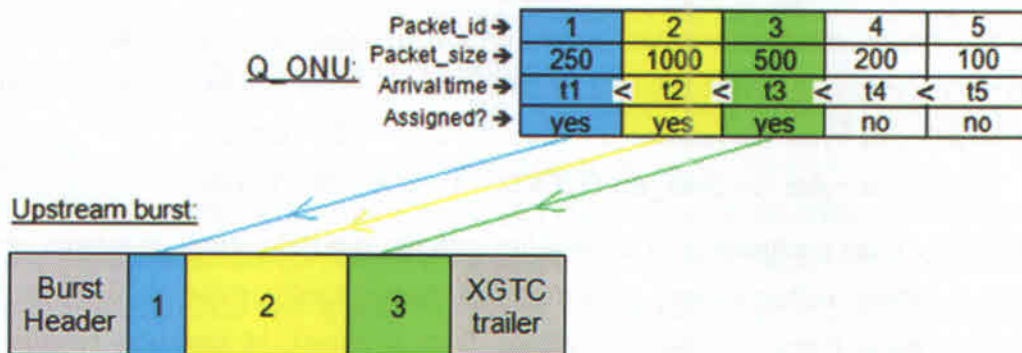 Packet_id → 1 2 3 4 5
Packet_size → 250 1000 500 200 100
Q_ONU:
Arrival time → t1 < t2 < t3 < t4 < t5
Assigned? → yes yes yes no no
Upstream burst:
Burst Header 1 2 3 XGTC trailer